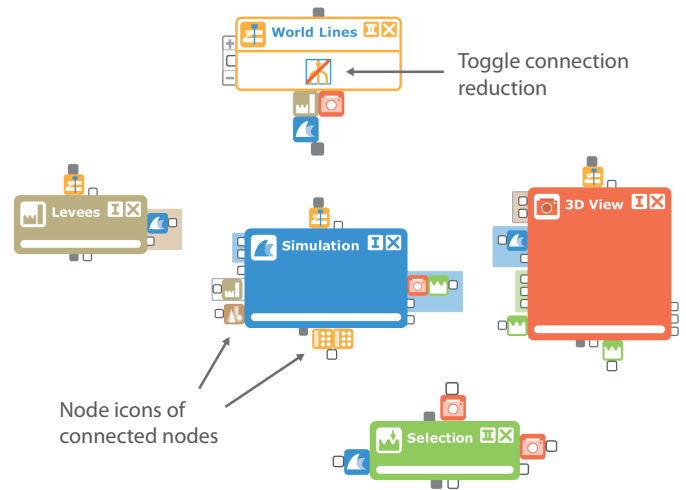 World Lines
Toggle connection
reduction
Levees
Simulation
3D View
Node icons of
connected nodes
Selection